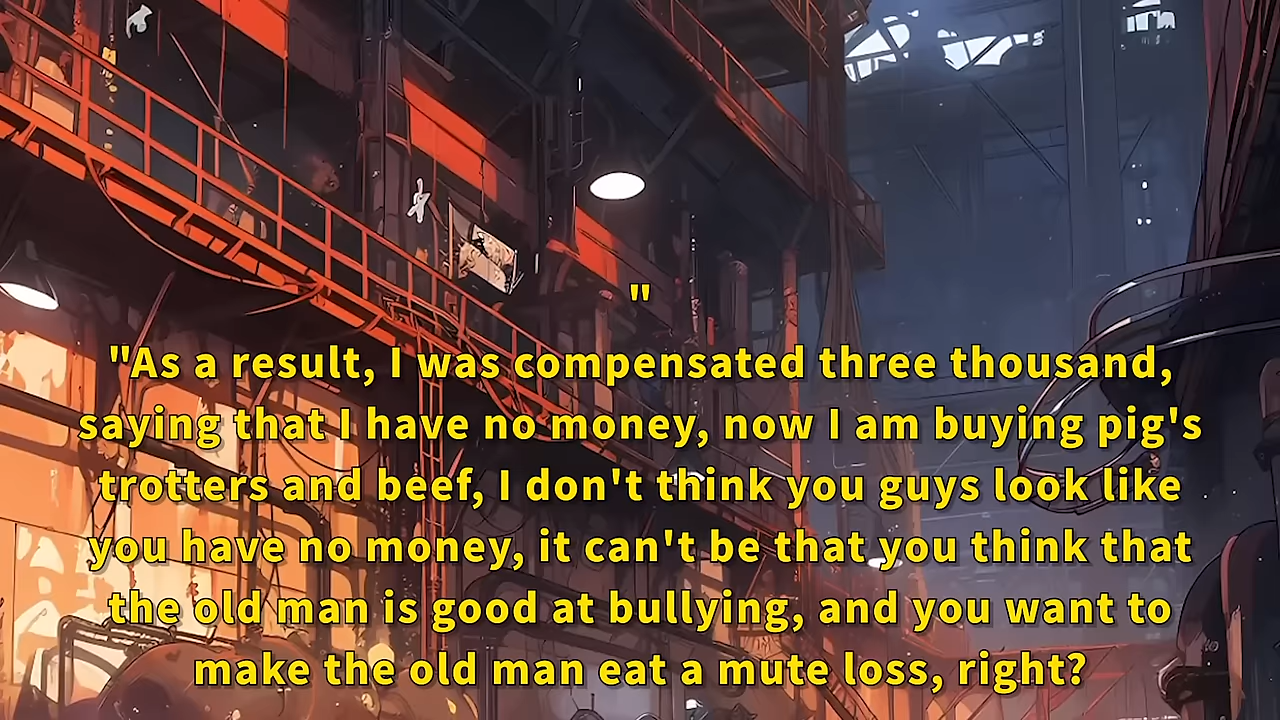 "
"As a result, I was compensated three thousand,
saying that I have no money, now I am buying pig's
trotters and beef, I don't think you guys look like
you have no money, it can't be that you think that
the old man is good at bullying, and you want to
make the old man eat a mute loss, right?